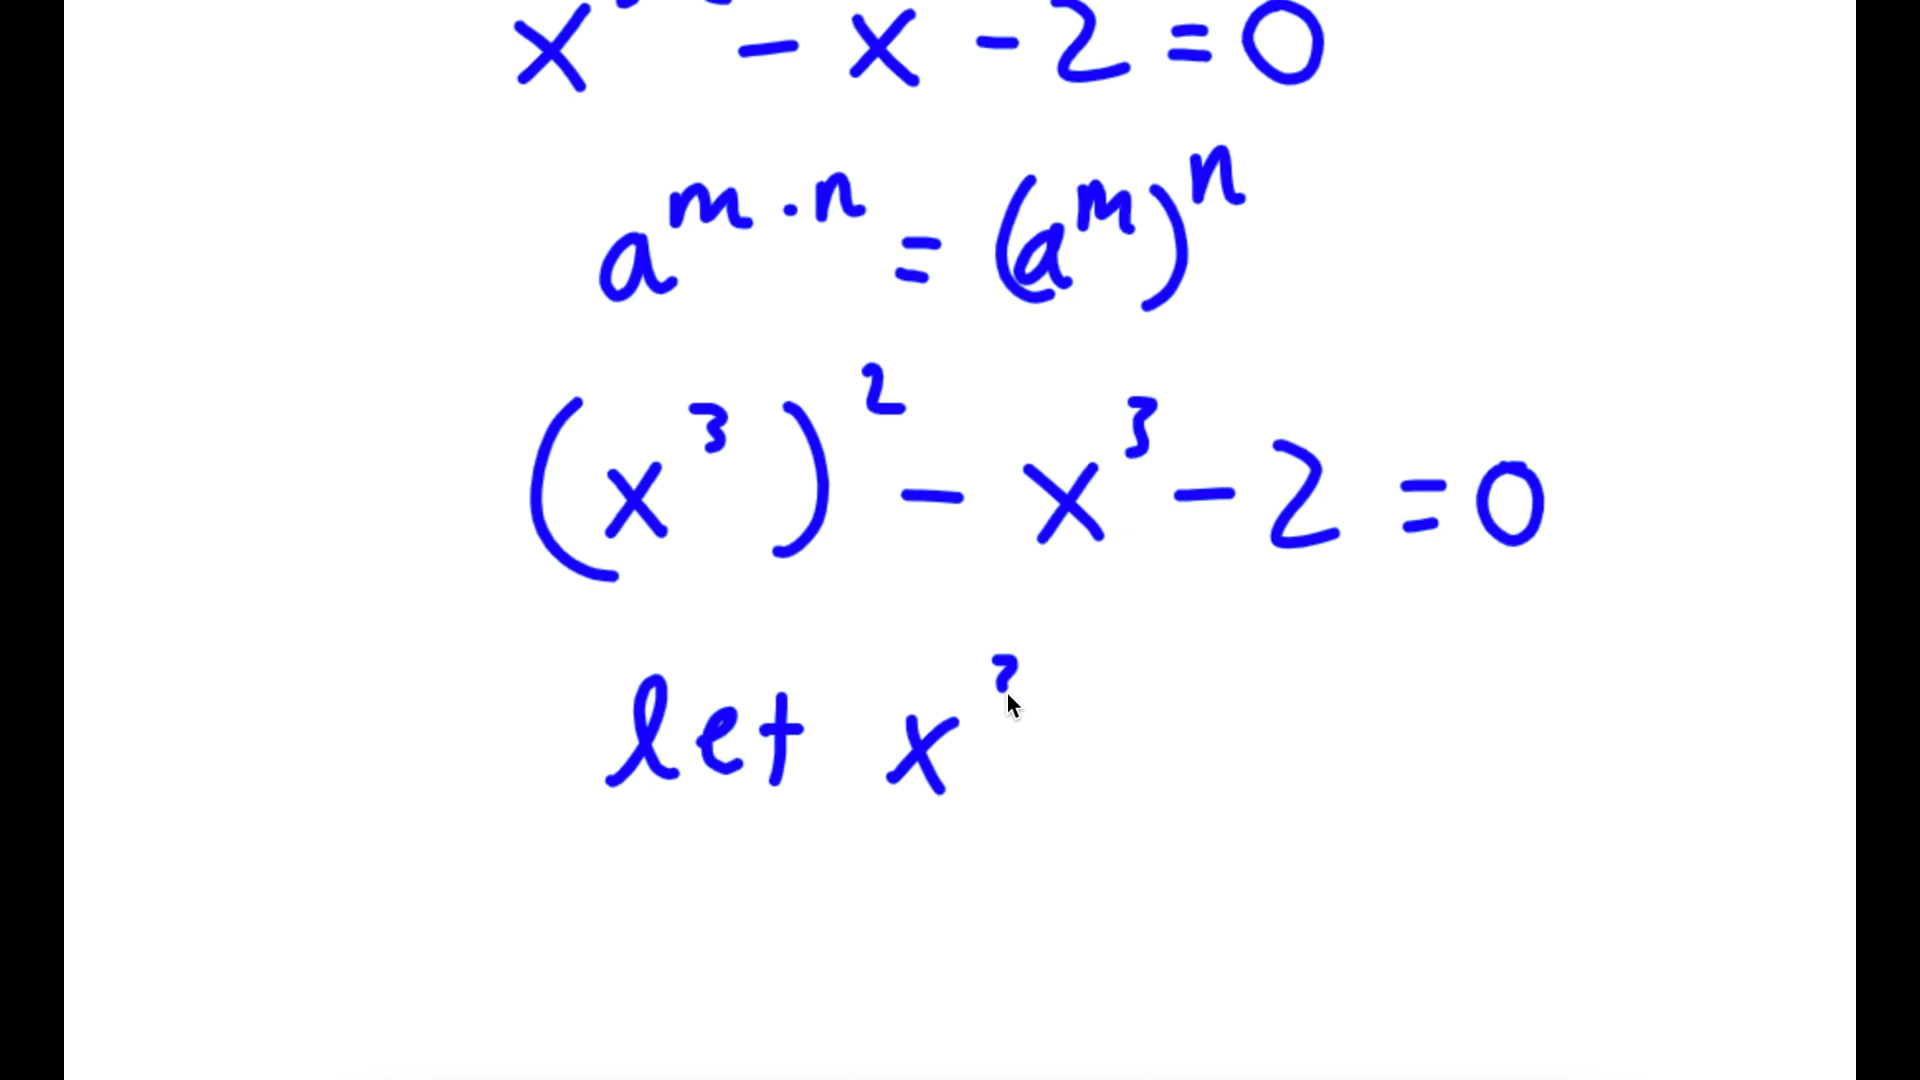 x - x - 2 = 0
a^{m·n} = (a^m)^n
(x^3)^2 - x^3 - 2 = 0
let x